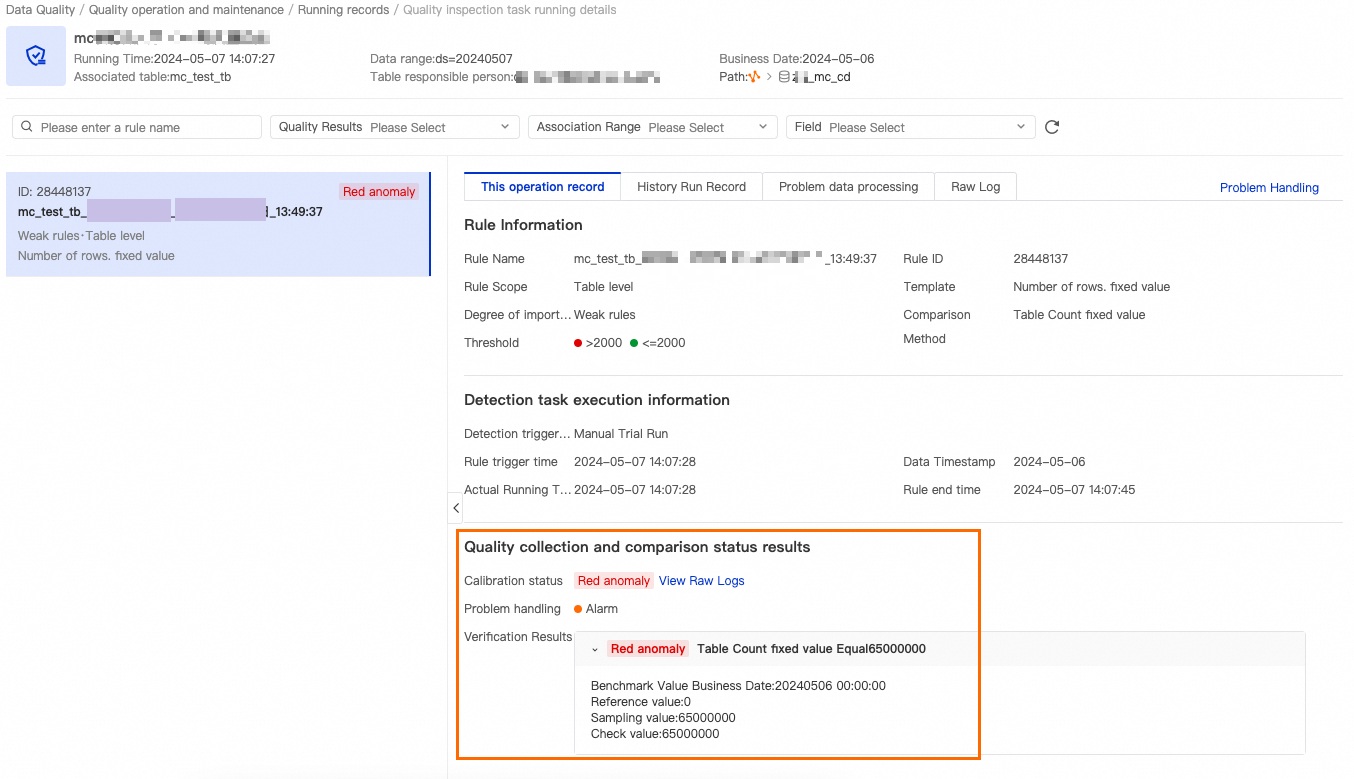 Data Quality / Quality operation and maintenance / Running records / Quality inspection task running details
mc
Running Time:2024-05-07 14:07:27 Data range:ds=20240507 Business Date:2024-05-06
Associated table:mc_test_tb Table responsible person: Path: > _mc_cd
Please enter a rule name Quality Results Please Select Association Range Please Select Field Please Select
ID: 28448137 Red anomaly
mc_test_tb_ _ _13:49:37
Weak rules·Table level
Number of rows. fixed value
This operation record History Run Record Problem data processing Raw Log Problem Handling
Rule Information
Rule Name mc_test_tb_ _13:49:37 Rule ID 28448137
Rule Scope Table level Template Number of rows. fixed value
Degree of import... Weak rules Comparison Method Table Count fixed value
Threshold >2000 <=2000
Detection task execution information
Detection trigger... Manual Trial Run
Rule trigger time 2024-05-07 14:07:28 Data Timestamp 2024-05-06
Actual Running T... 2024-05-07 14:07:28 Rule end time 2024-05-07 14:07:45
Quality collection and comparison status results
Calibration status Red anomaly View Raw Logs
Problem handling Alarm
Verification Results
Red anomaly Table Count fixed value Equal65000000
Benchmark Value Business Date:20240506 00:00:00
Reference value:0
Sampling value:65000000
Check value:65000000